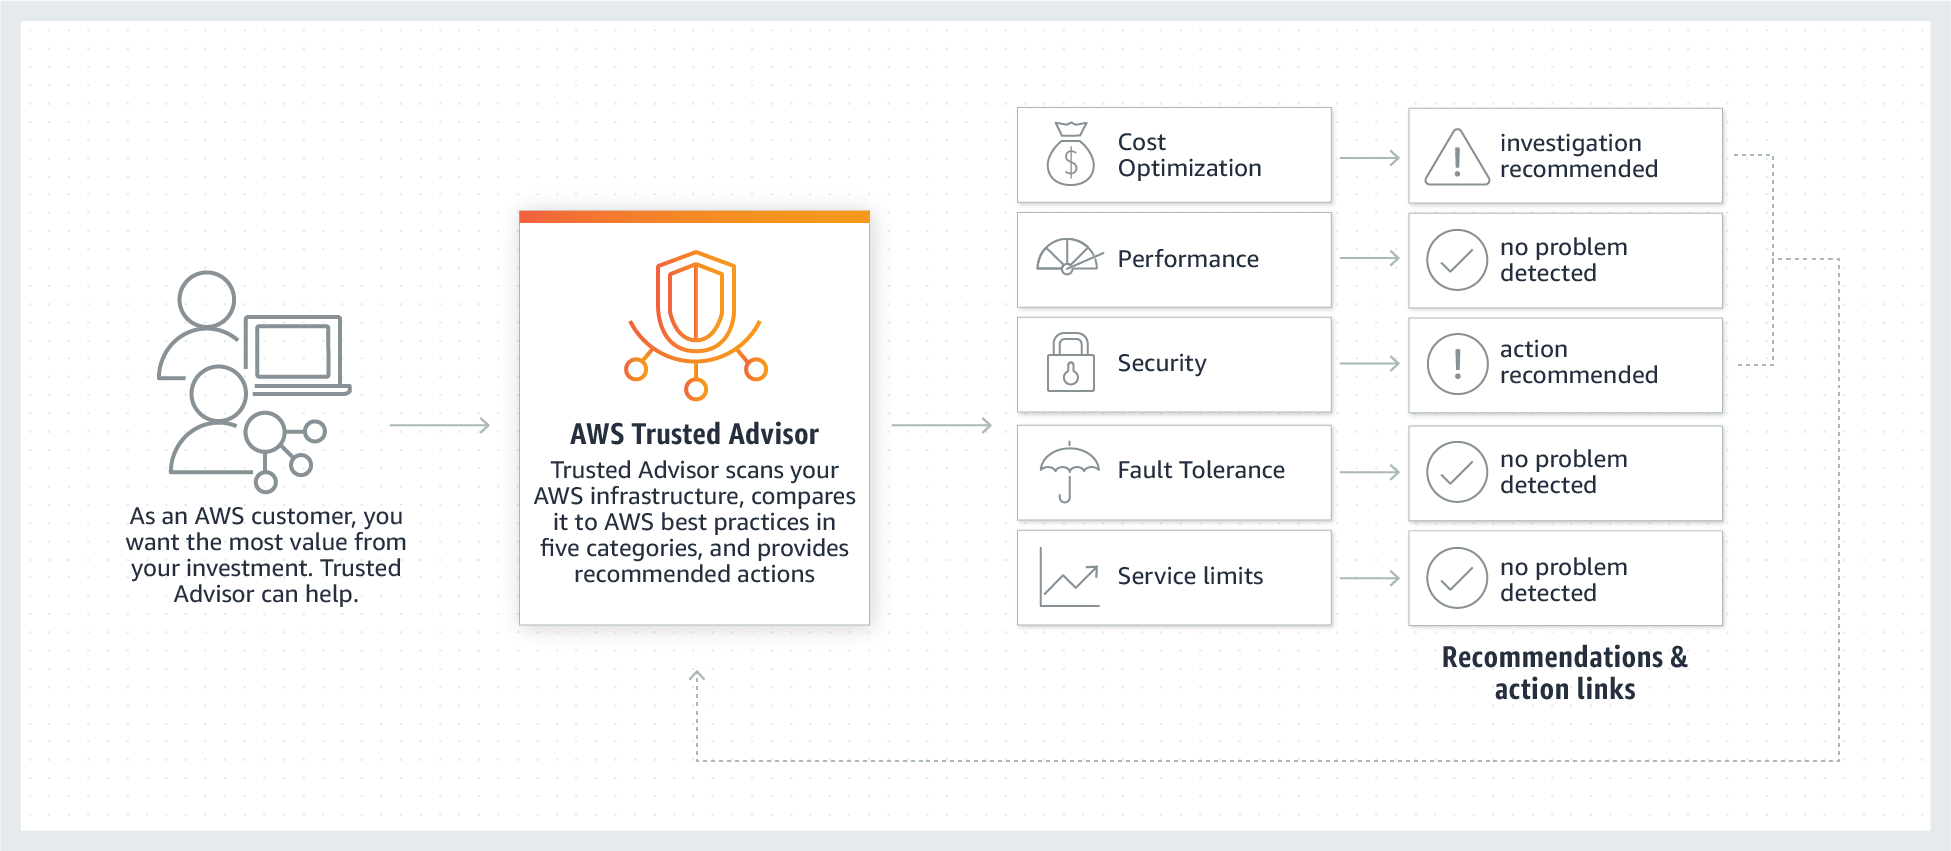 As an AWS customer, you
want the most value from
your investment. Trusted
Advisor can help.
AWS Trusted Advisor
Trusted Advisor scans your
AWS infrastructure, compares
it to AWS best practices in
five categories, and provides
recommended actions
$
Cost
Optimization
investigation
recommended
Performance
no problem
detected
Security
action
recommended
Fault Tolerance
no problem
detected
Service limits
no problem
detected
Recommendations &
action links